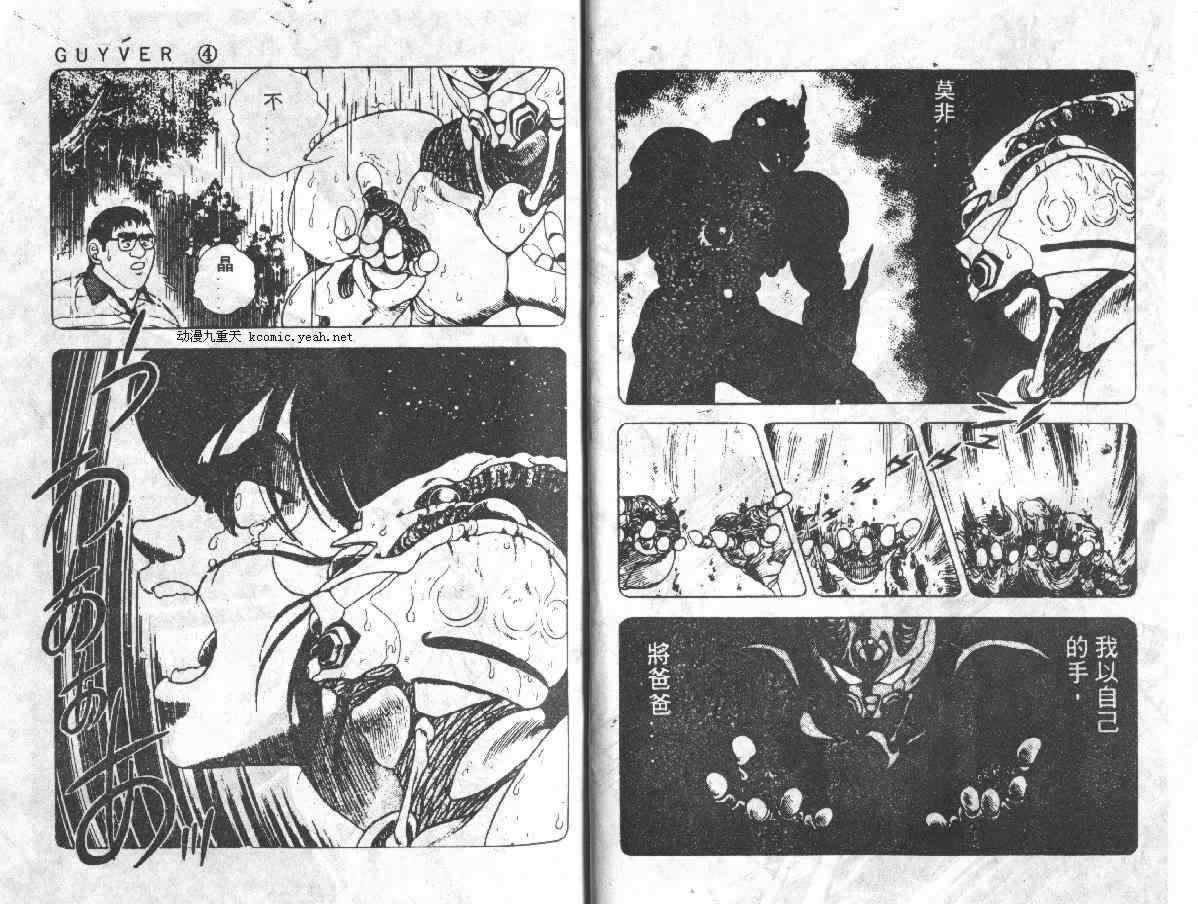 GUYVER ④
莫非……
我以自己
的手，
將爸爸……
不……
晶……
动漫九重天 kcomic.yeah.net
うわあああ